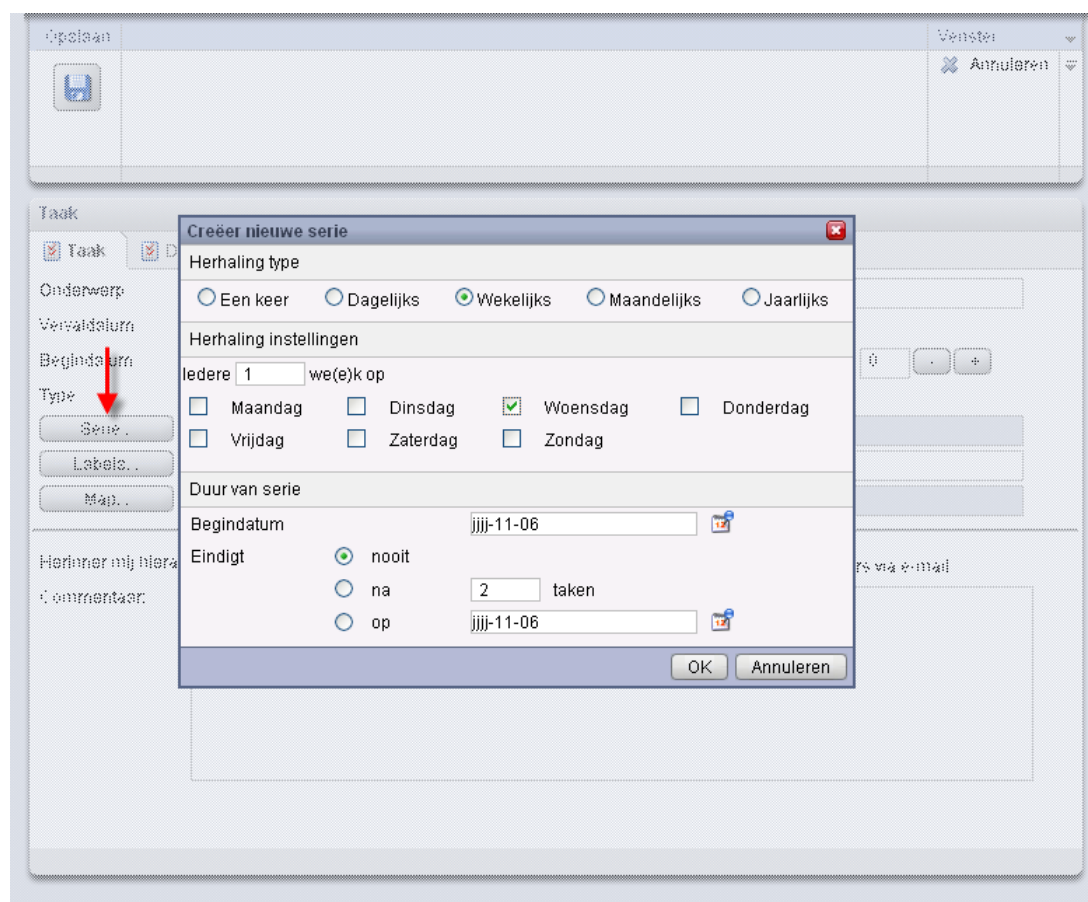 Opslaan
Venster
Annuleren
Taak
Creëer nieuwe serie
Taak
D
Herhaling type
Onderwerp
Een keer Dagelijks Wekelijks Maandelijks Jaarlijks
Vervaldatum
Herhaling instellingen
Begindatum
0 - +
Iedere 1 we(e)k op
Type
Maandag Dinsdag Woensdag Donderdag
Serie..
Vrijdag Zaterdag Zondag
Labels..
Duur van serie
Map..
Begindatum jjjj-11-06
Eindigt nooit
Herinner mij hiera
rs via e-mail
na 2 taken
Commentaar:
op jjjj-11-06
OK Annuleren